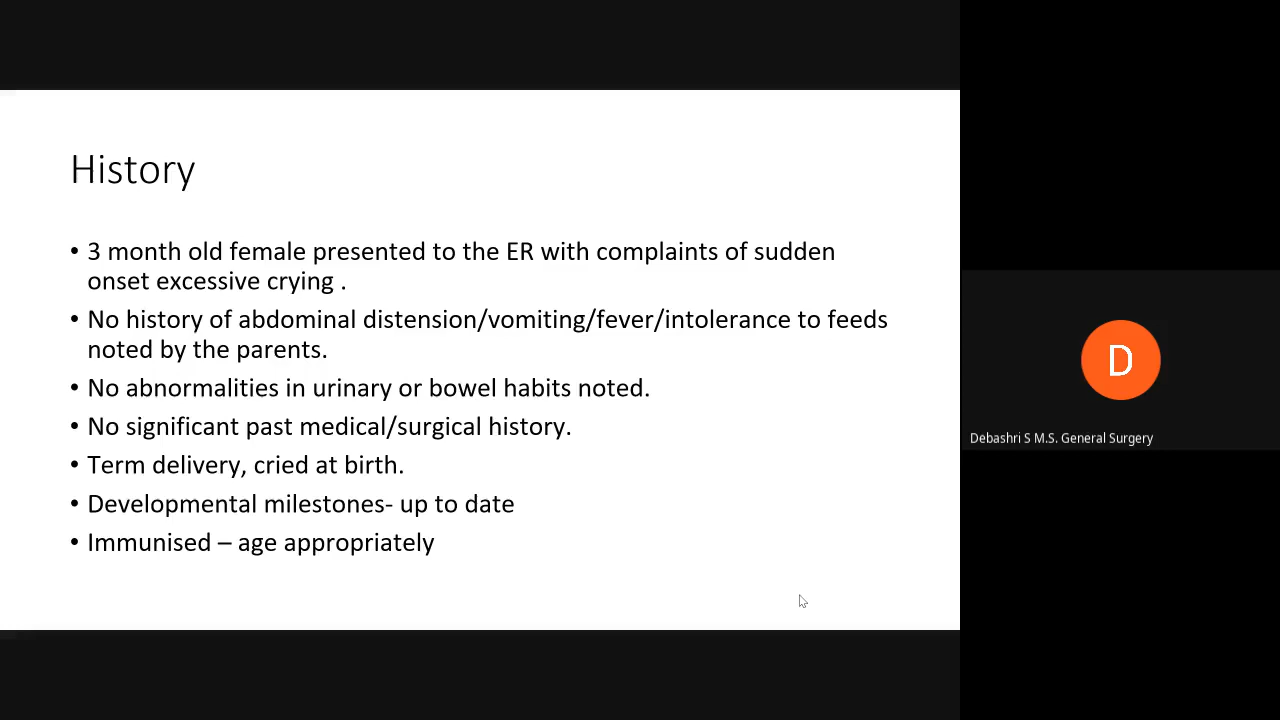 History
• 3 month old female presented to the ER with complaints of sudden
onset excessive crying .
• No history of abdominal distension/vomiting/fever/intolerance to feeds
noted by the parents.
• No abnormalities in urinary or bowel habits noted.
• No significant past medical/surgical history.
• Term delivery, cried at birth.
• Developmental milestones- up to date
• Immunised – age appropriately
D
Debashri S M.S. General Surgery